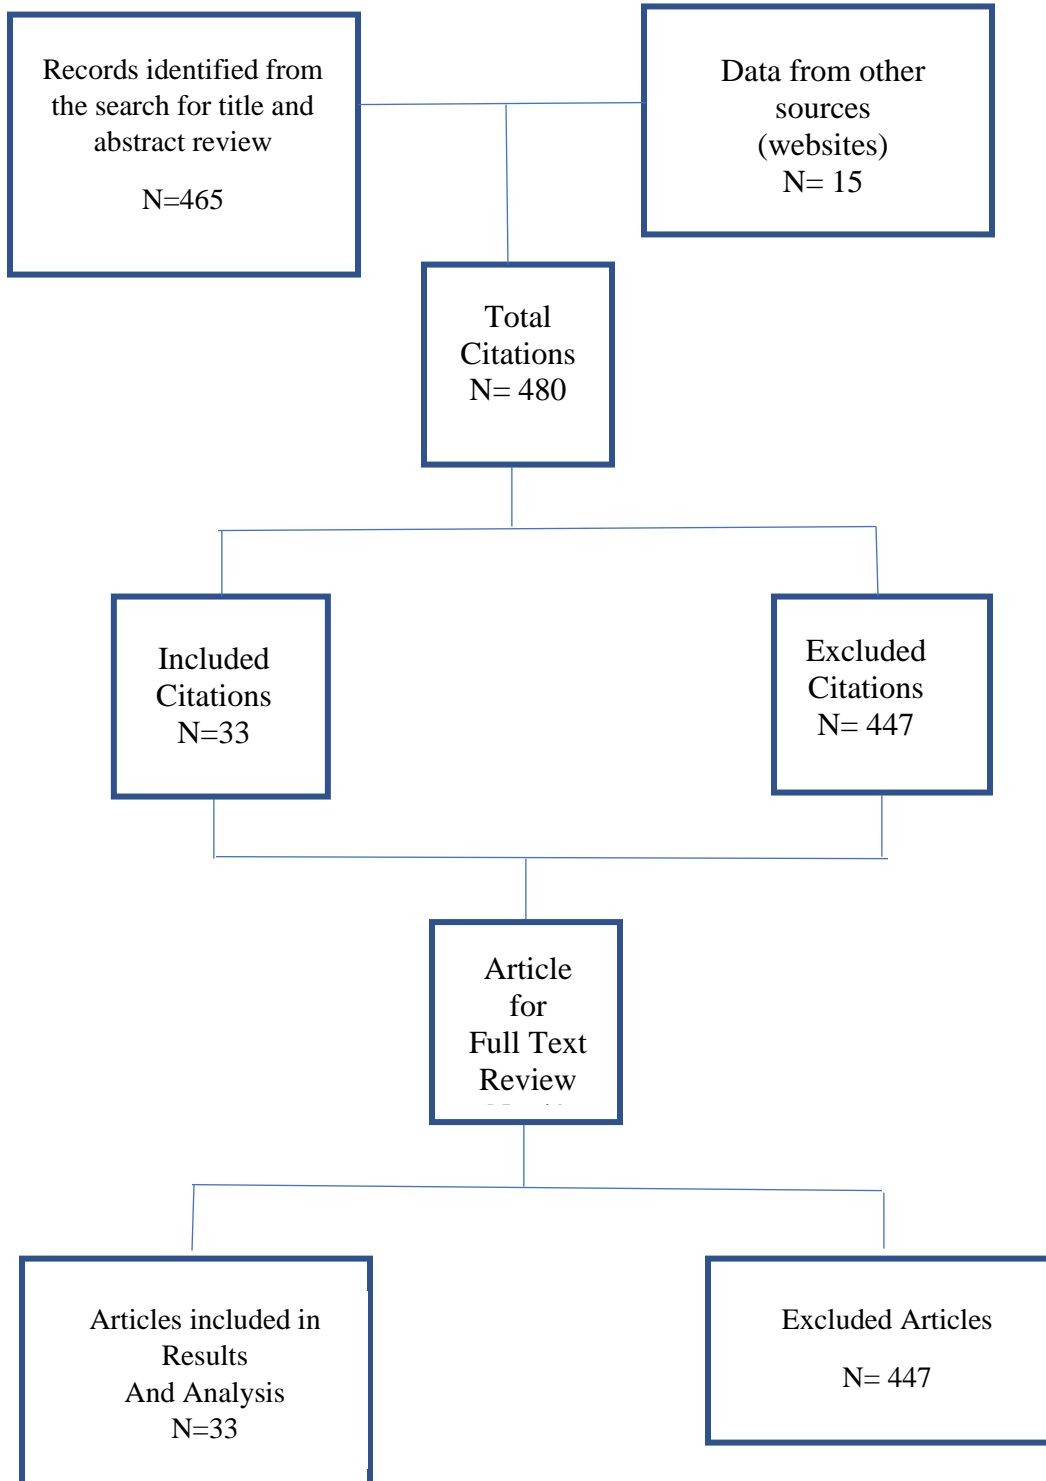 Records identified from
the search for title and
abstract review
N=465
Data from other
sources
(websites)
N= 15
Total
Citations
N= 480
Included
Citations
N=33
Excluded
Citations
N= 447
Article
for
Full Text
Review
Articles included in
Results
And Analysis
N=33
Excluded Articles
N= 447